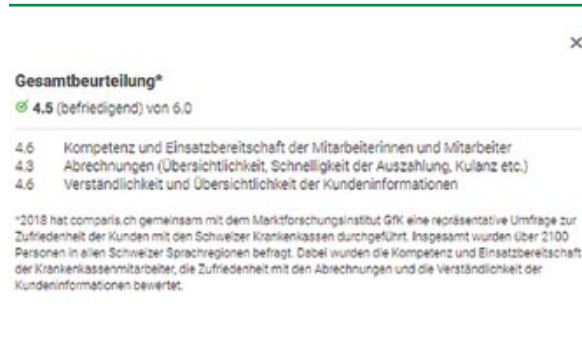 ×
Gesamtbeurteilung*
4.5 (befriedigend) von 6.0
4.6 Kompetenz und Einsatzbereitschaft der Mitarbeiterinnen und Mitarbeiter
4.3 Abrechnungen (Übersichtlichkeit, Schnelligkeit der Auszahlung, Kulanz etc.)
4.6 Verständlichkeit und Übersichtlichkeit der Kundeninformationen
*2018 hat comparis.ch gemeinsam mit dem Marktforschungsinstitut GfK eine repräsentative Umfrage zur
Zufriedenheit der Kunden mit den Schweizer Krankenkassen durchgeführt. Insgesamt wurden über 2100
Personen in allen Schweizer Sprachregionen befragt. Dabei wurden die Kompetenz und Einsatzbereitschaft
der Krankenkassenmitarbeiter, die Zufriedenheit mit den Abrechnungen und die Verständlichkeit der
Kundeninformationen bewertet.